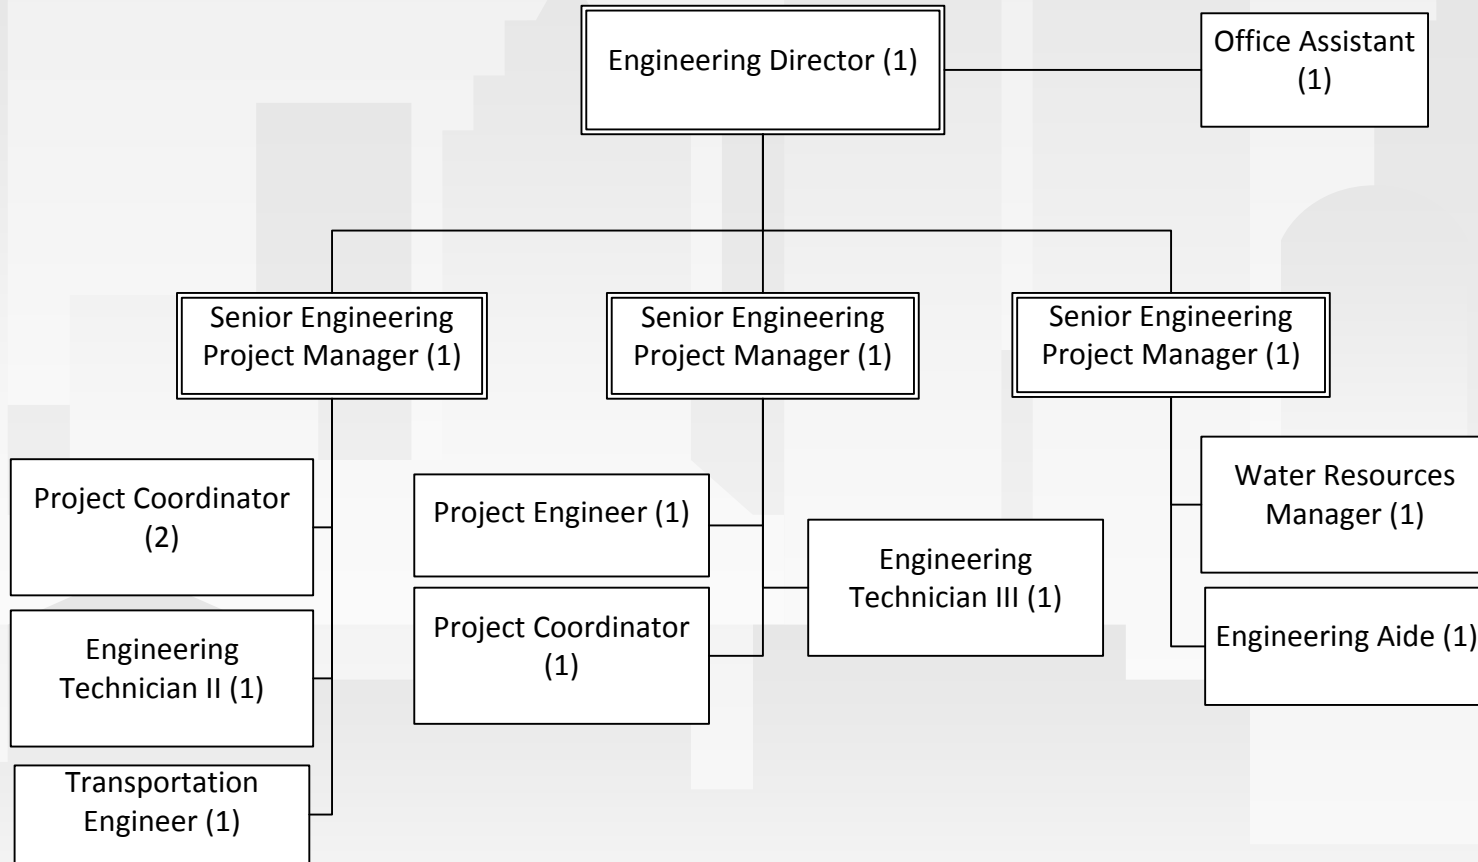 Engineering Director (1)
Office Assistant
(1)
Senior Engineering
Project Manager (1)
Senior Engineering
Project Manager (1)
Senior Engineering
Project Manager (1)
Project Coordinator
(2)
Engineering
Technician II (1)
Transportation
Engineer (1)
Project Engineer (1)
Project Coordinator
(1)
Engineering
Technician III (1)
Water Resources
Manager (1)
Engineering Aide (1)